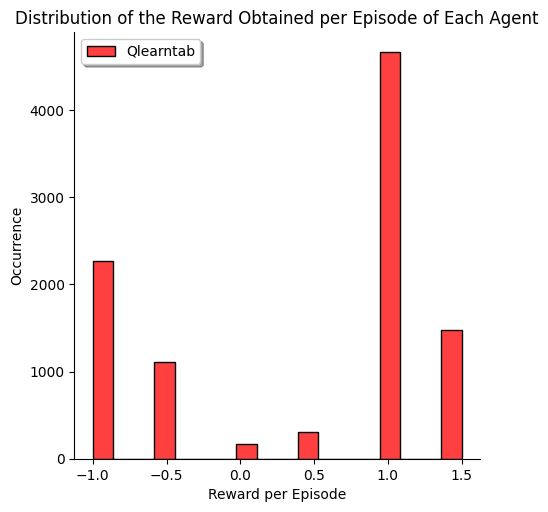 Distribution of the Reward Obtained per Episode of Each Agent
Qlearntab
Occurrence
4000
3000
2000
1000
0
−1.0 −0.5 0.0 0.5 1.0 1.5
Reward per Episode